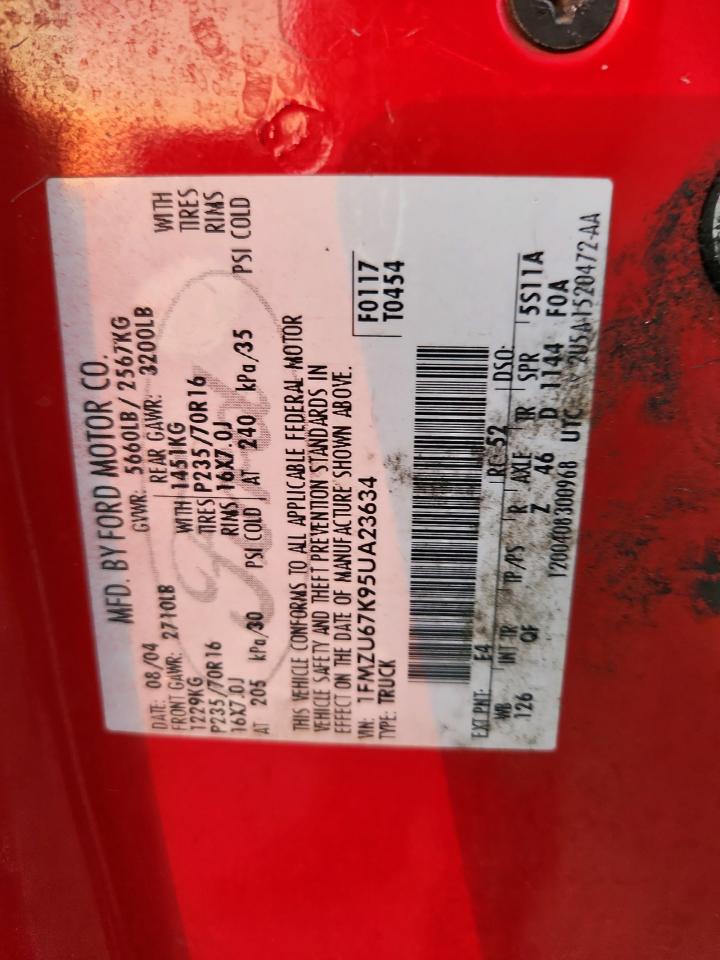 MFD. BY FORD MOTOR CO.
DATE: 08/04 GVWR: 5660LB / 2567KG
FRONT GAWR: 2710LB REAR GAWR: 3200LB
1229KG WITH 1451KG WITH
P235/70R16 TIRES P235/70R16 TIRES
16X7.0J RIMS 16X7.0J RIMS
AT 205 kPa/30 PSI COLD AT 240 kPa/35 PSI COLD
Ford
THIS VEHICLE CONFORMS TO ALL APPLICABLE FEDERAL MOTOR
VEHICLE SAFETY AND THEFT PREVENTION STANDARDS IN
EFFECT ON THE DATE OF MANUFACTURE SHOWN ABOVE.
VIN: 1FMZU67K95UA23634 F0117
TYPE: TRUCK T0454
EXT PNT: E4 RC: 52 DSO:
WB INT TR TP/PS R AXLE TR SPR 5S11A
126 QF Z 46 D 1144 F0A
1200408300968 UTC 2U5A-1520472-AA